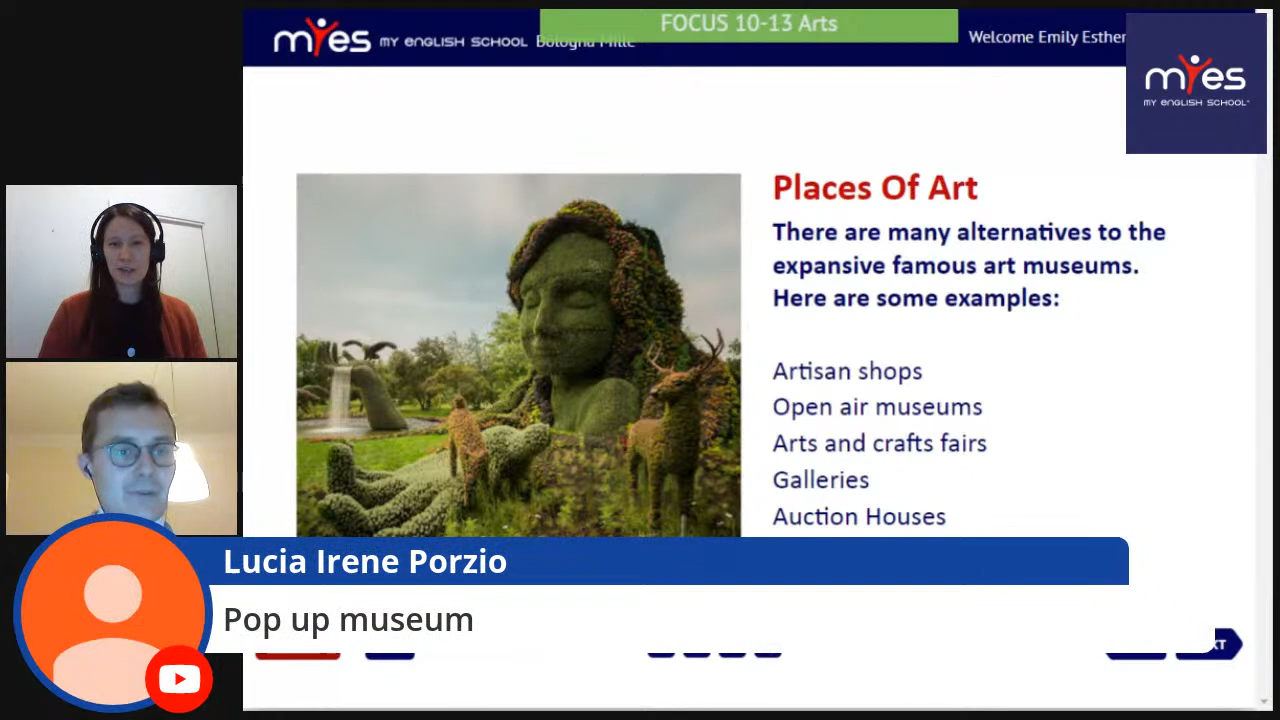 FOCUS 10-13 Arts
myes MY ENGLISH SCHOOL Bologna Mille
Welcome Emily Esther
myes
MY ENGLISH SCHOOL
Places Of Art
There are many alternatives to the
expansive famous art museums.
Here are some examples:
Artisan shops
Open air museums
Arts and crafts fairs
Galleries
Auction Houses
Lucia Irene Porzio
Pop up museum